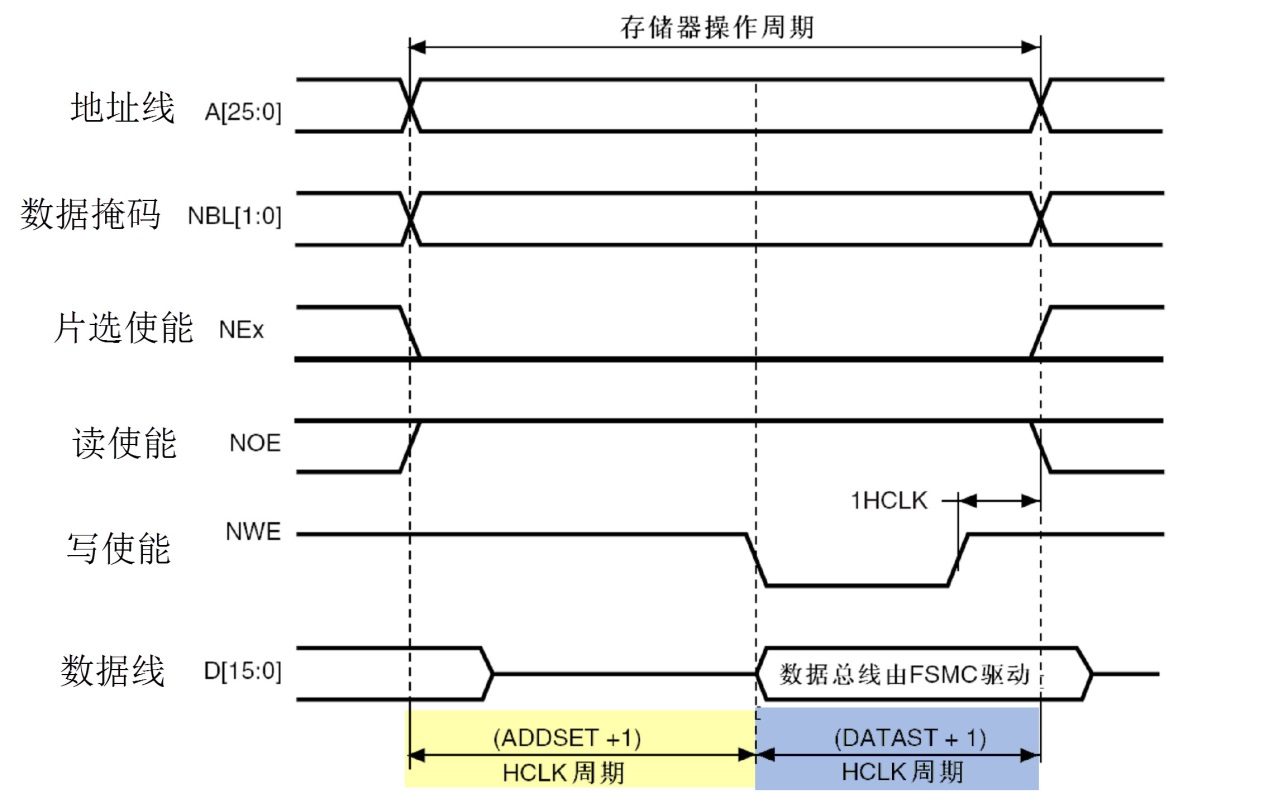 存储器操作周期
地址线 A[25:0]
数据掩码 NBL[1:0]
片选使能 NEx
读使能 NOE
1HCLK
写使能 NWE
数据线 D[15:0]
数据总线由FSMC驱动
(ADDSET +1) (DATAST + 1)
HCLK周期 HCLK周期